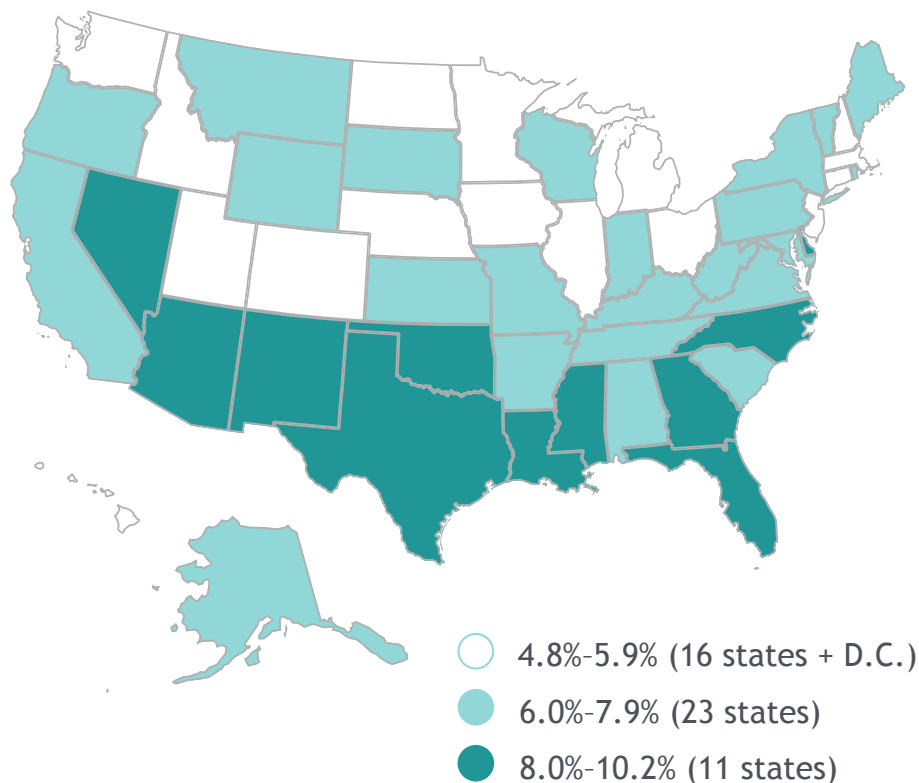 4.8%-5.9% (16 states + D.C.)
6.0%-7.9% (23 states)
8.0%-10.2% (11 states)